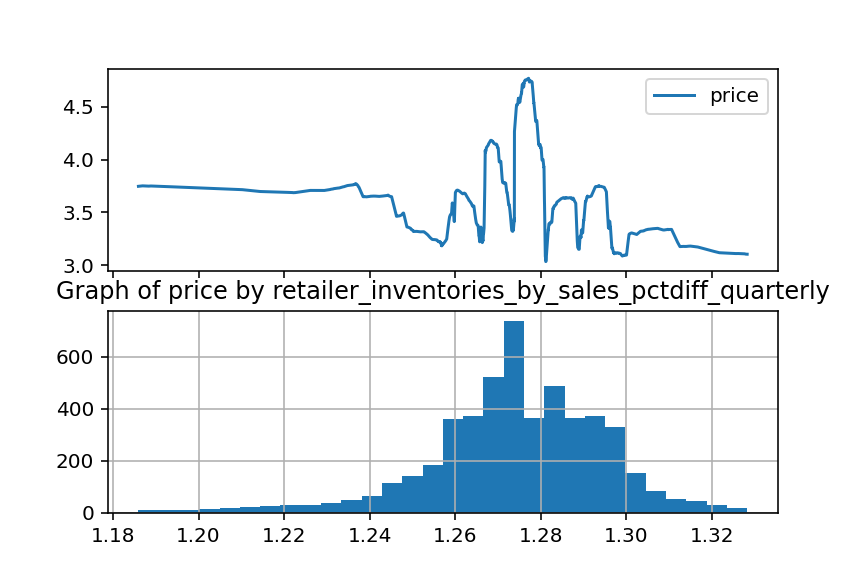 4.5
4.0
3.5
3.0
price
Graph of price by retailer_inventories_by_sales_pctdiff_quarterly
600
400
200
0
1.18 1.20 1.22 1.24 1.26 1.28 1.30 1.32